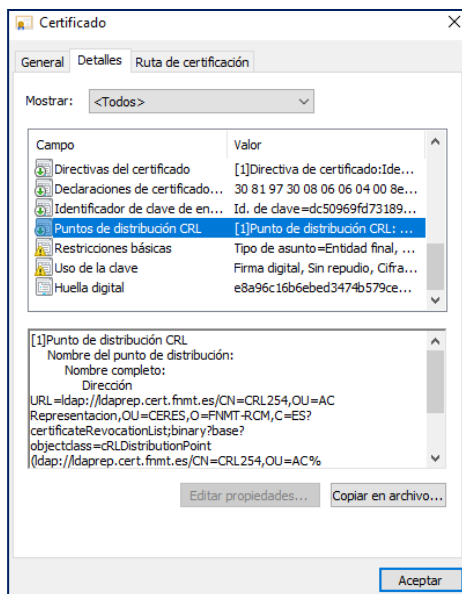 Certificado
General Detalles Ruta de certificación
Mostrar: <Todos>
Campo Valor
Directivas del certificado [1]Directiva de certificado:Ide...
Declaraciones de certificado... 30 81 97 30 08 06 06 04 00 8e...
Identificador de clave de en... Id. de clave=dc50969fd73189...
Puntos de distribución CRL [1]Punto de distribución CRL: ...
Restricciones básicas Tipo de asunto=Entidad final, ...
Uso de la clave Firma digital, Sin repudio, Cifra...
Huella digital e8a96c16b6ebed3474b579ce...
[1]Punto de distribución CRL
Nombre del punto de distribución:
Nombre completo:
Dirección
URL=ldap://ldaprep.cert.fnmt.es/CN=CRL254,OU=AC
Representacion,OU=CERES,O=FNMT-RCM,C=ES?
certificateRevocationList;binary?base?
objectclass=cRLDistributionPoint
(ldap://ldaprep.cert.fnmt.es/CN=CRL254,OU=AC%
Editar propiedades... Copiar en archivo...
Aceptar